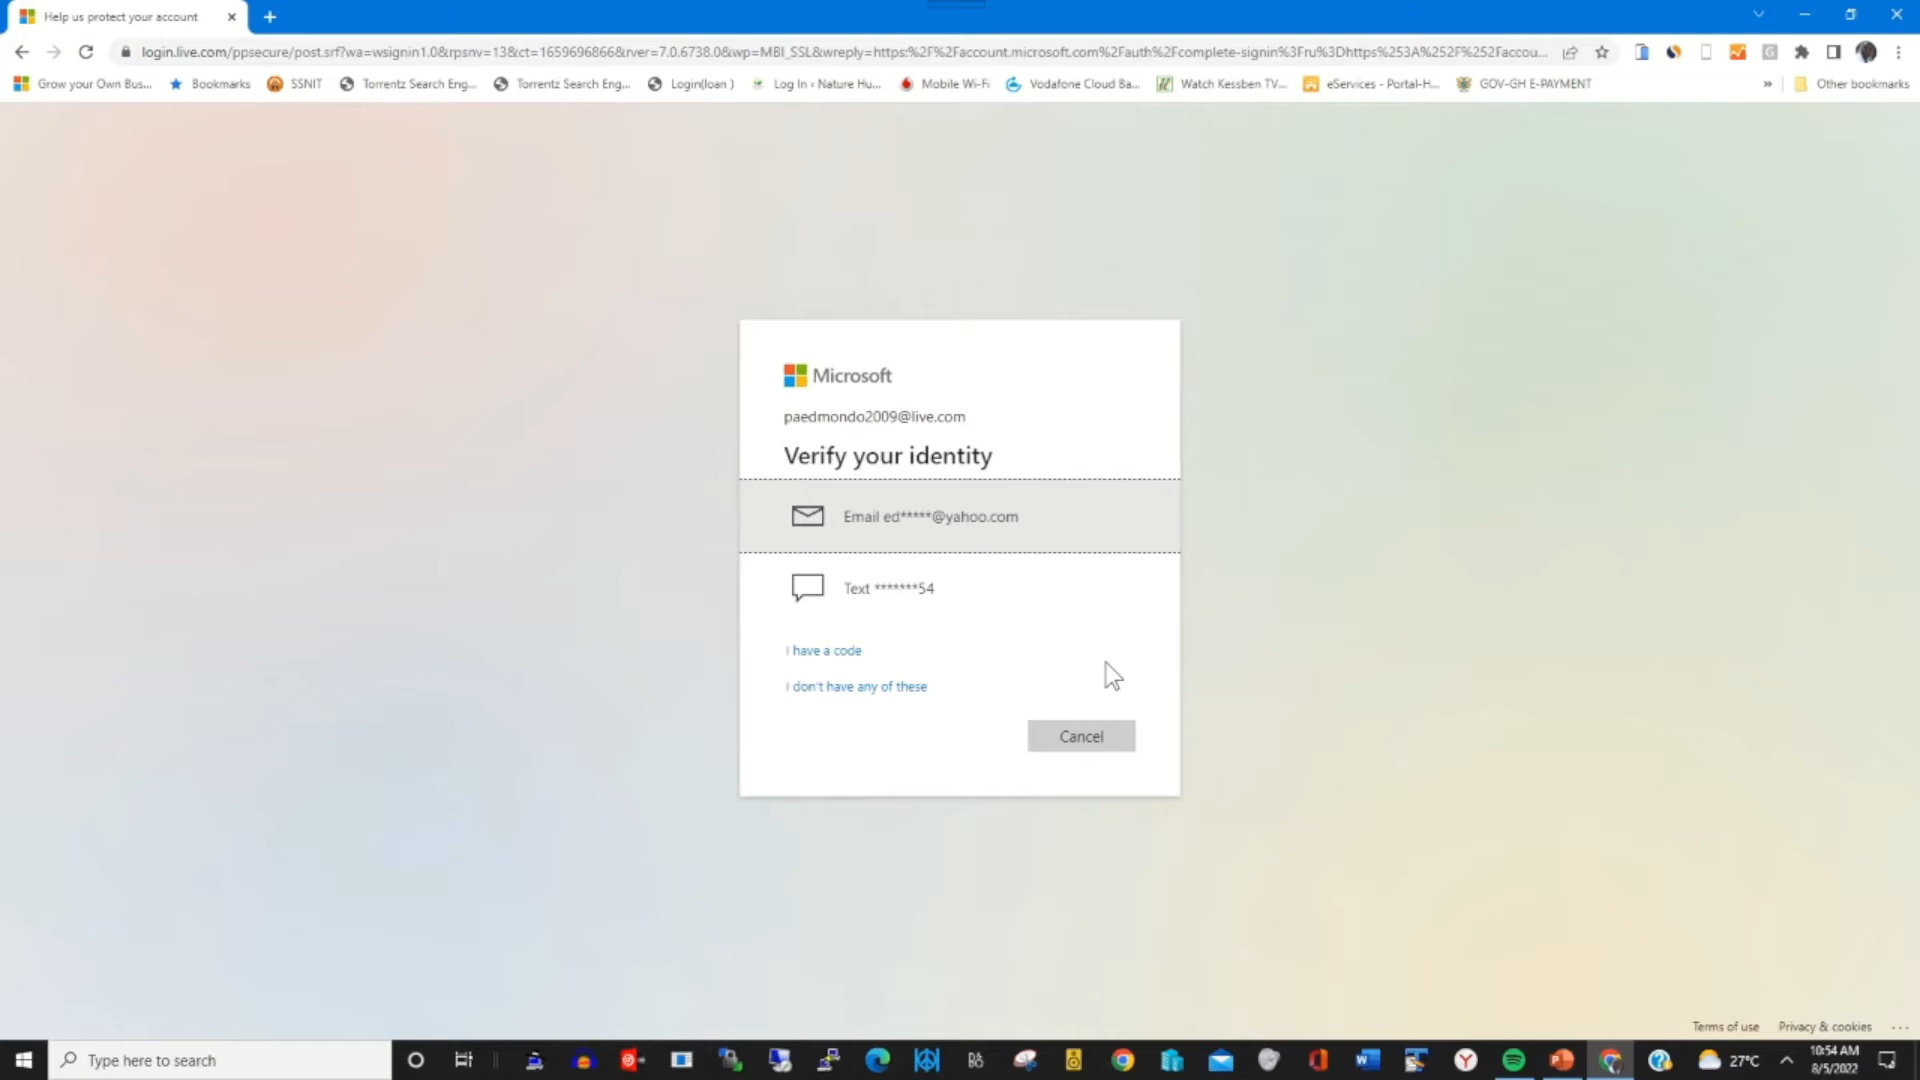 Help us protect your account
login.live.com/ppsecure/post.srf?wa=wsignin1.0&rpsnv=13&ct=1659696866&rver=7.0.6738.0&wp=MBI_SSL&wreply=https:%2F%2Faccount.microsoft.com%2Fauth%2Fcomplete-signin%3Fru%3Dhttps%253A%252F%252Faccou...
Grow your Own Bus... Bookmarks SSNIT Torrentz Search Eng... Torrentz Search Eng... Login(loan ) Log In ‹ Nature Hu... Mobile Wi-Fi Vodafone Cloud Ba... Watch Kessben TV... eServices - Portal-H... GOV-GH E-PAYMENT » Other bookmarks
Microsoft
paedmondo2009@live.com
Verify your identity
Email ed*****@yahoo.com
Text *******54
I have a code
I don't have any of these
Cancel
Terms of use Privacy & cookies ...
Type here to search
27°C
10:54 AM
8/5/2022